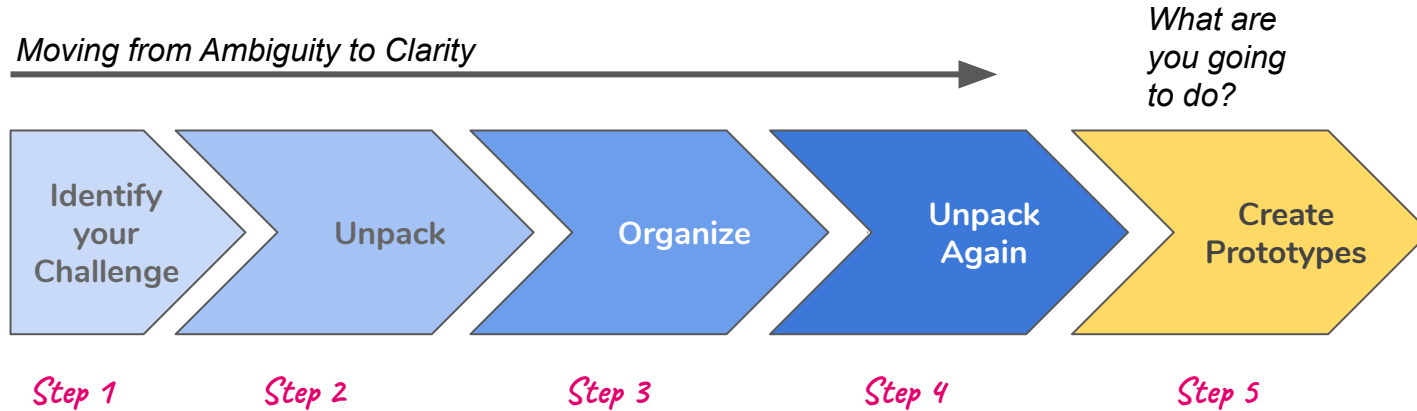 Moving from Ambiguity to Clarity
What are
you going
to do?
Identify
your
Challenge
Unpack
Organize
Unpack
Again
Create
Prototypes
Step 1
Step 2
Step 3
Step 4
Step 5